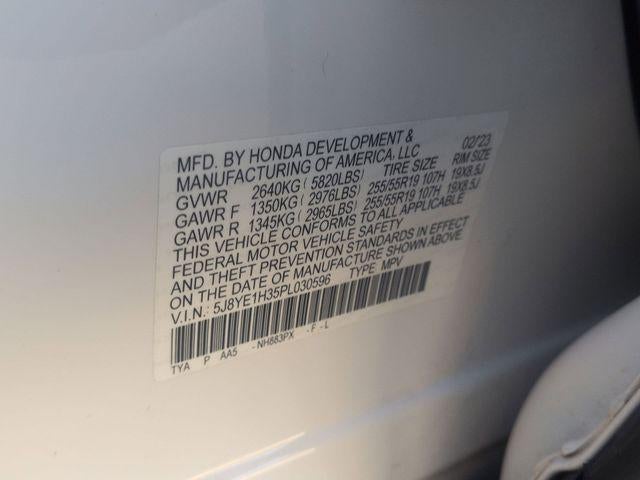 MFD. BY HONDA DEVELOPMENT & 02/23
MANUFACTURING OF AMERICA, LLC
GVWR 2640KG ( 5820LBS) TIRE SIZE RIM SIZE
GAWR F 1350KG ( 2976LBS) 255/55R19 107H 19X8.5J
GAWR R 1345KG ( 2965LBS) 255/55R19 107H 19X8.5J
THIS VEHICLE CONFORMS TO ALL APPLICABLE
FEDERAL MOTOR VEHICLE SAFETY
AND THEFT PREVENTION STANDARDS IN EFFECT
ON THE DATE OF MANUFACTURE SHOWN ABOVE
V.I.N.: 5J8YE1H35PL030596 TYPE MPV
TYA P AA5 - NH883PX - F - L